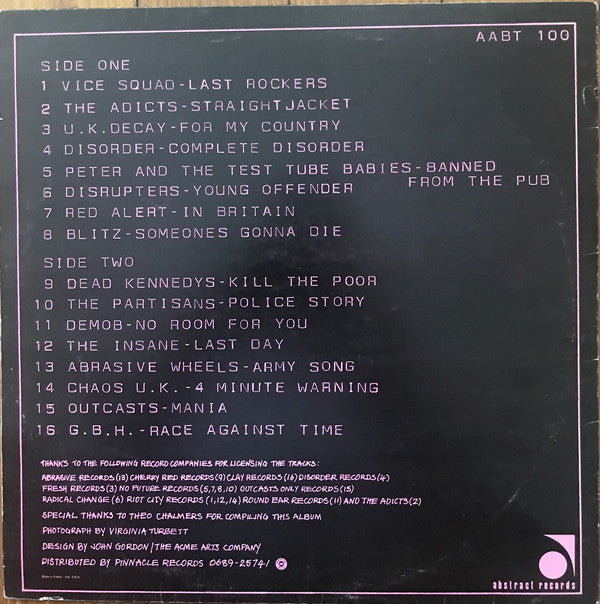 AABT 100
SIDE ONE
1 VICE SQUAD-LAST ROCKERS
2 THE ADICTS-STRAIGHTJACKET
3 U.K.DECAY-FOR MY COUNTRY
4 DISORDER-COMPLETE DISORDER
5 PETER AND THE TEST TUBE BABIES-BANNED
FROM THE PUB
6 DISRUPTERS-YOUNG OFFENDER
7 RED ALERT-IN BRITAIN
8 BLITZ-SOMEONES GONNA DIE
SIDE TWO
9 DEAD KENNEDYS-KILL THE POOR
10 THE PARTISANS-POLICE STORY
11 DEMOB-NO ROOM FOR YOU
12 THE INSANE-LAST DAY
13 ABRASIVE WHEELS-ARMY SONG
14 CHAOS U.K.-4 MINUTE WARNING
15 OUTCASTS-MANIA
16 G.B.H.-RACE AGAINST TIME
THANKS TO THE FOLLOWING RECORD COMPANIES FOR LICENSING THE TRACKS:
ABRASIVE RECORDS(13) CHERRY RED RECORDS(9) CLAY RECORDS (16) DISORDER RECORDS(4)
FRESH RECORDS(3) NO FUTURE RECORDS(5,7,8,10) OUTCASTS ONLY RECORDS(15)
RADICAL CHANGE (6) RIOT CITY RECORDS (1,12,14) ROUND EAR RECORDS(11) AND THE ADICTS(2)
SPECIAL THANKS TO THEO CHALMERS FOR COMPILING THIS ALBUM
PHOTOGRAPH BY VIRGINIA TURBETT
DESIGN BY JOHN GORDON/THE ACME ARTS COMPANY
DISTRIBUTED BY PINNACLE RECORDS 0689-25741
abstract records